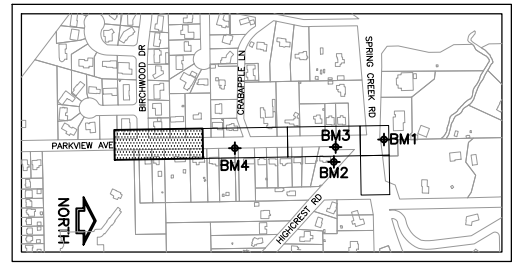 BIRCHWOOD DR
CRABAPPLE LN
SPRING CREEK RD
PARKVIEW AVE
BM1
BM3
BM4
BM2
HIGHCREST RD
NORTH